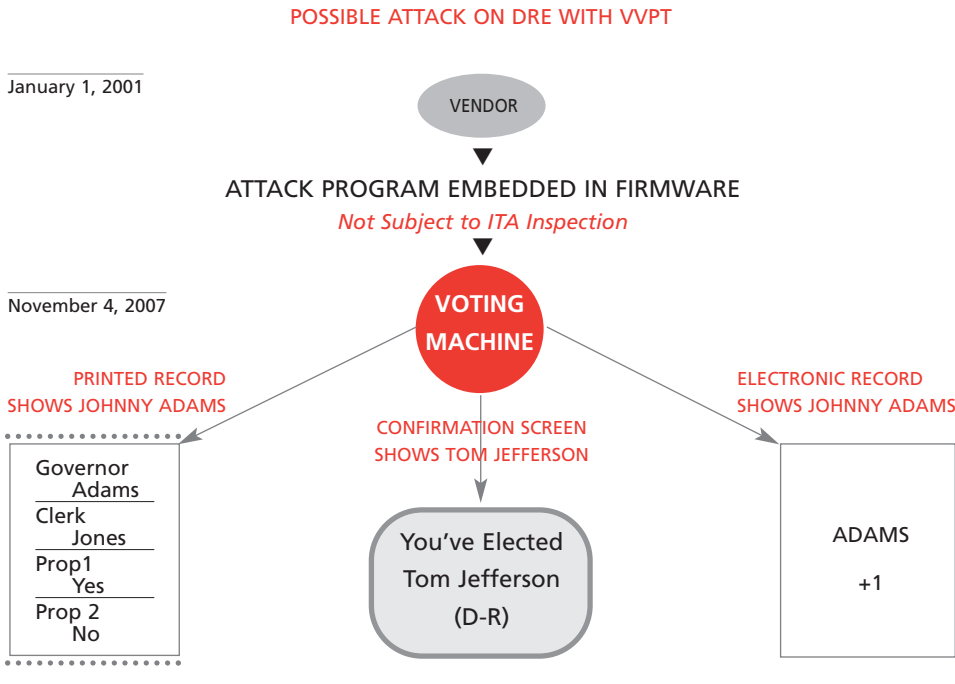 POSSIBLE ATTACK ON DRE WITH VVPT
January 1, 2001
VENDOR
ATTACK PROGRAM EMBEDDED IN FIRMWARE
Not Subject to ITA Inspection
November 4, 2007
VOTING
MACHINE
PRINTED RECORD
SHOWS JOHNNY ADAMS
CONFIRMATION SCREEN
SHOWS TOM JEFFERSON
ELECTRONIC RECORD
SHOWS JOHNNY ADAMS
Governor
Adams
Clerk
Jones
Prop1
Yes
Prop 2
No
You've Elected
Tom Jefferson
(D-R)
ADAMS
+1